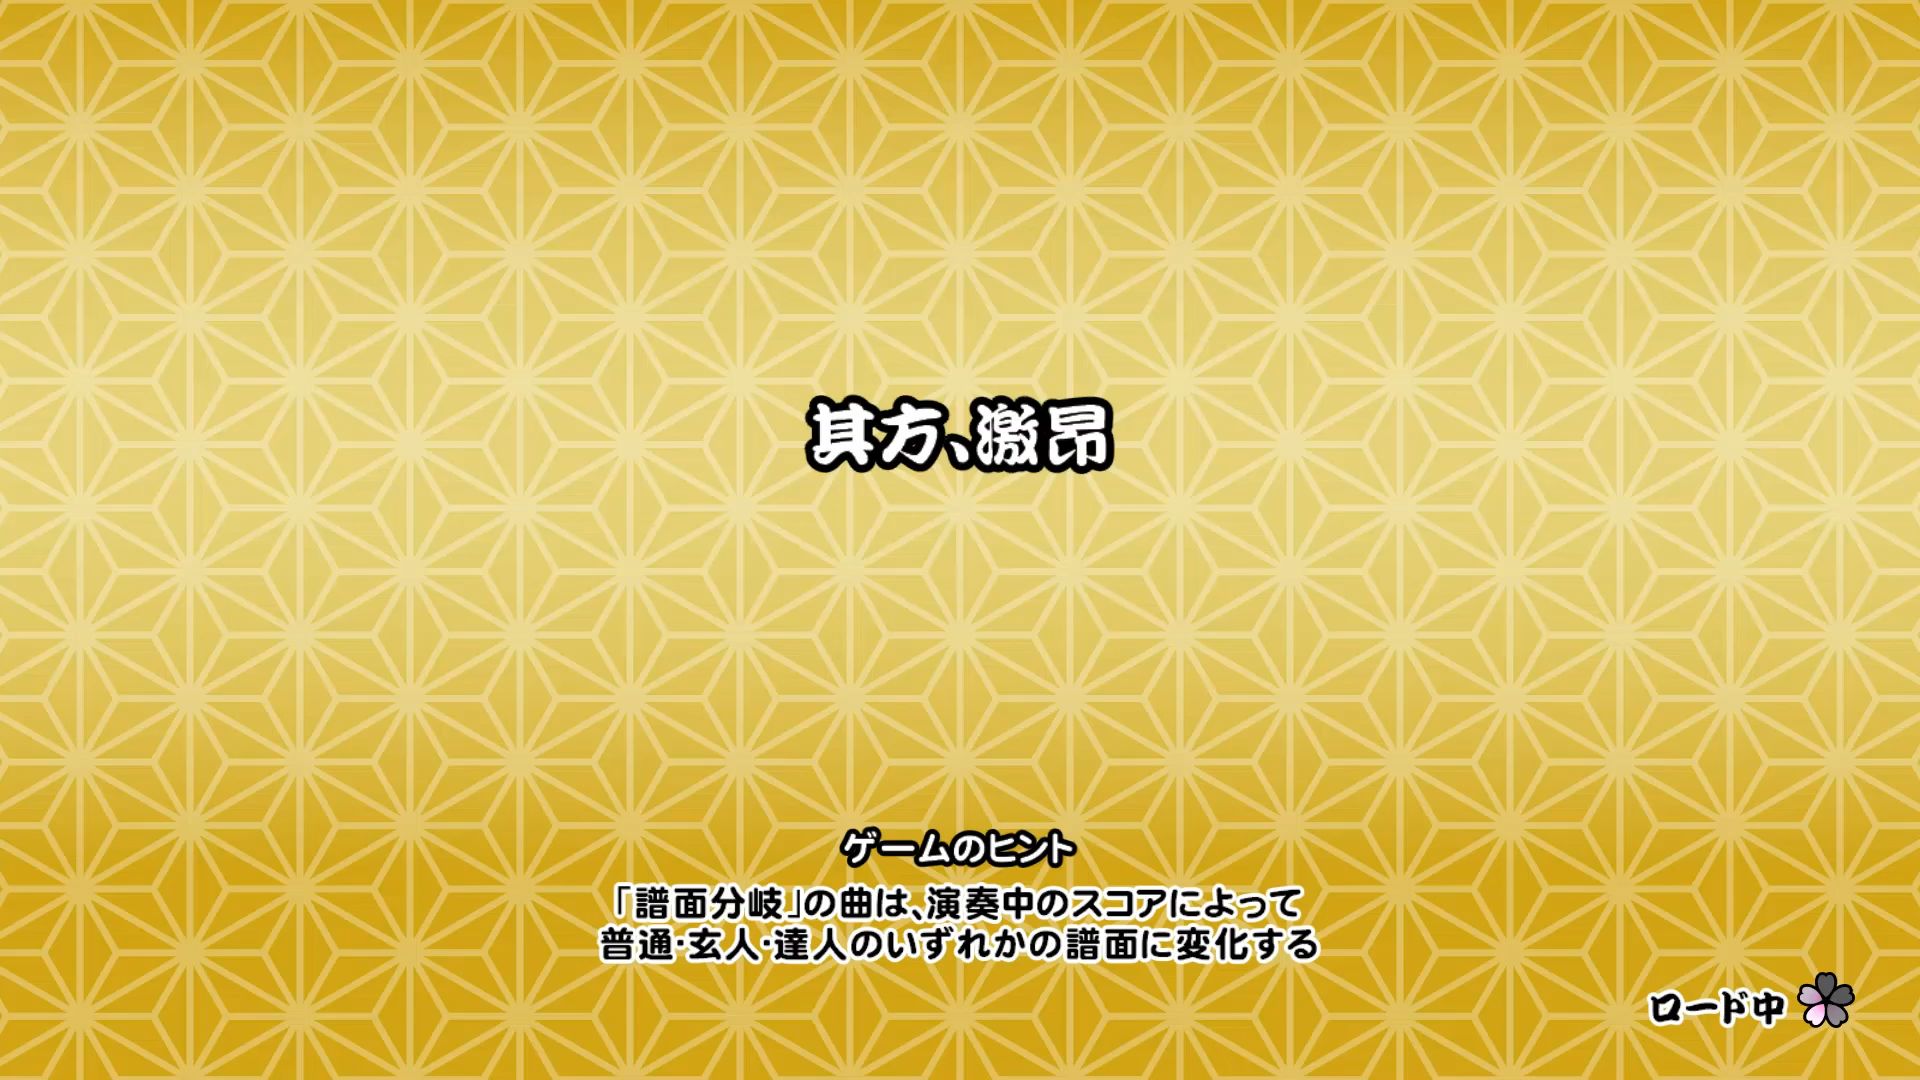 其方、激昂
ゲームのヒント
「譜面分岐」の曲は、演奏中のスコアによって
普通・玄人・達人のいずれかの譜面に変化する
ロード中